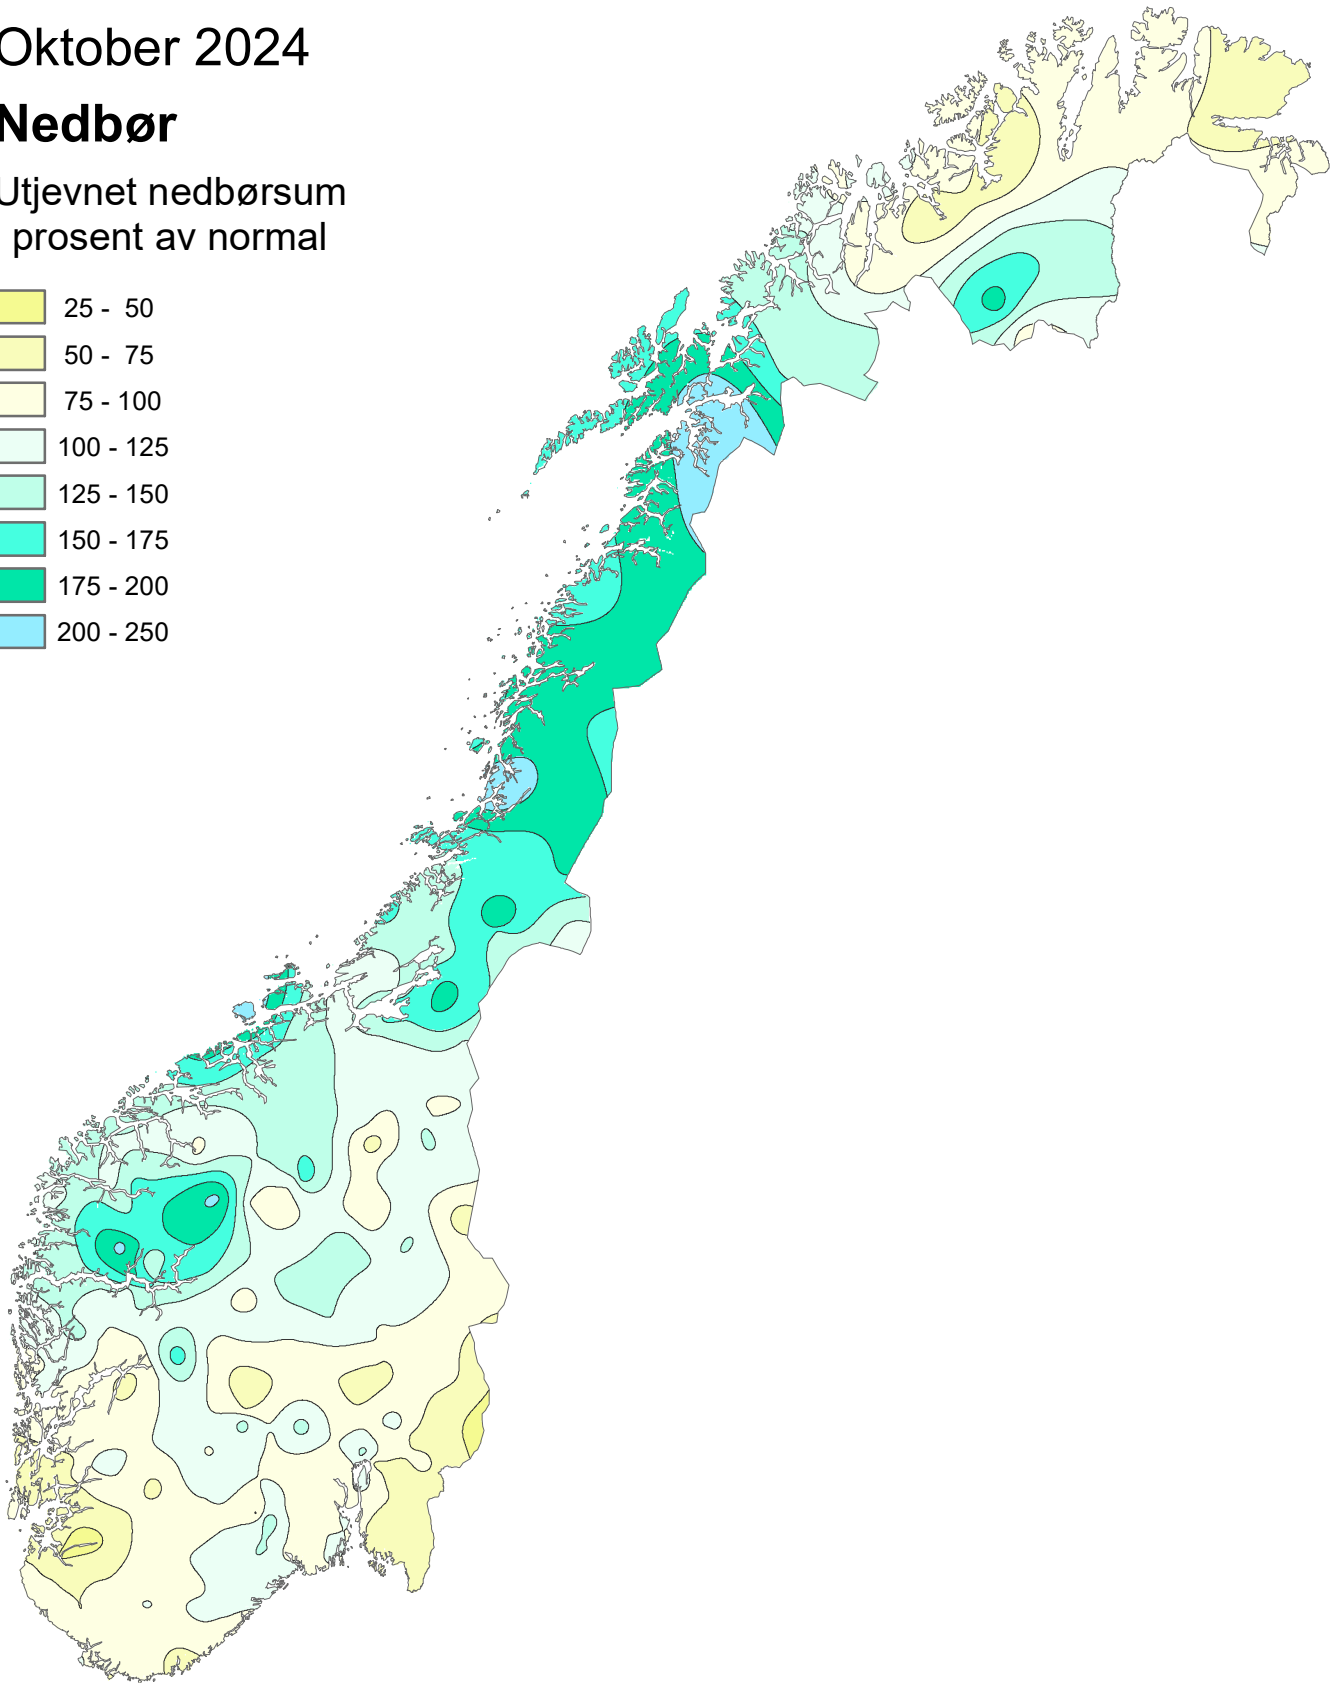 Oktober 2024
Nedbør
Utjevnet nedbørsum
prosent av normal
25 - 50
50 - 75
75 - 100
100 - 125
125 - 150
150 - 175
175 - 200
200 - 250